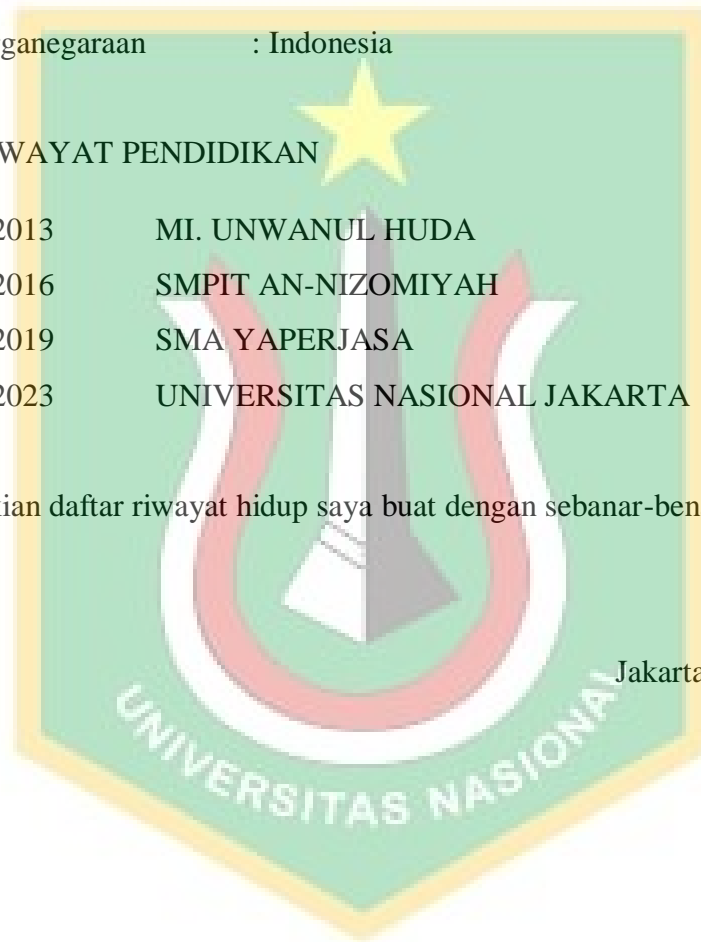 ganegaraan : Indonesia
WAYAT PENDIDIKAN
2013 MI. UNWANUL HUDA
2016 SMPIT AN-NIZOMIYAH
2019 SMA YAPERJASA
2023 UNIVERSITAS NASIONAL JAKARTA
kian daftar riwayat hidup saya buat dengan sebanar-ben
Jakarta
UNIVERSITAS NASIONAL